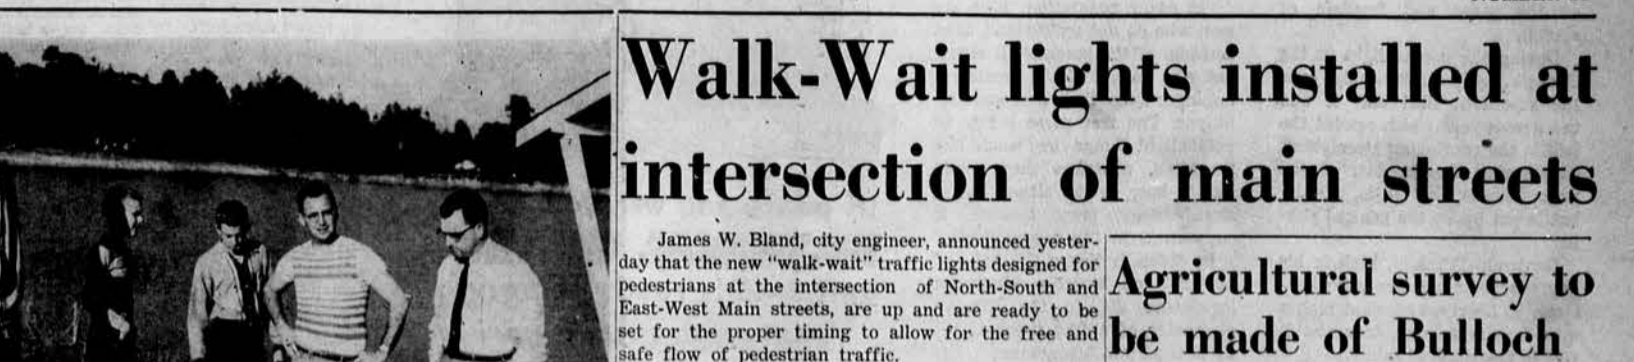 Walk-Wait lights installed at
intersection of main streets
James W. Bland, city engineer, announced yester-
day that the new "walk-wait" traffic lights designed for
pedestrians at the intersection of North-South and
East-West Main streets, are up and are ready to be
set for the proper timing to allow for the free and
safe flow of pedestrian traffic.
Agricultural survey to
be made of Bulloch